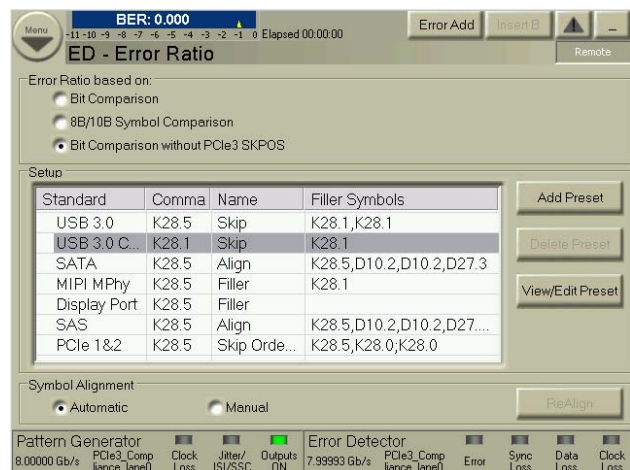 Menu
BER: 0.000
-11 -10 -9 -8 -7 -6 -5 -4 -3 -2 -1 0 Elapsed 00:00:00
Error Add
Insert B
ED - Error Ratio
Remote
Error Ratio based on:
Bit Comparison
8B/10B Symbol Comparison
Bit Comparison without PCIe3 SKPOS
Setup
Standard Comma Name Filler Symbols
USB 3.0 K28.5 Skip K28.1,K28.1
USB 3.0 C... K28.1 Skip K28.1
SATA K28.5 Align K28.5,D10.2,D10.2,D27.3
MIPI MPhy K28.5 Filler K28.1
Display Port K28.5 Filler
SAS K28.5 Align K28.5,D10.2,D10.2,D27....
PCIe 1&2 K28.5 Skip Orde... K28.5,K28.0;K28.0
Add Preset
Delete Preset
View/Edit Preset
Symbol Alignment
Automatic Manual
ReAlign
Pattern Generator
8.00000 Gb/s PCIe3_Comp liance_lane0 Clock Loss Jitter/ ISI/SSC Outputs ON
Error Detector
7.99993 Gb/s PCIe3_Comp liance_lane0 Error Sync Loss Data Loss Clock Loss